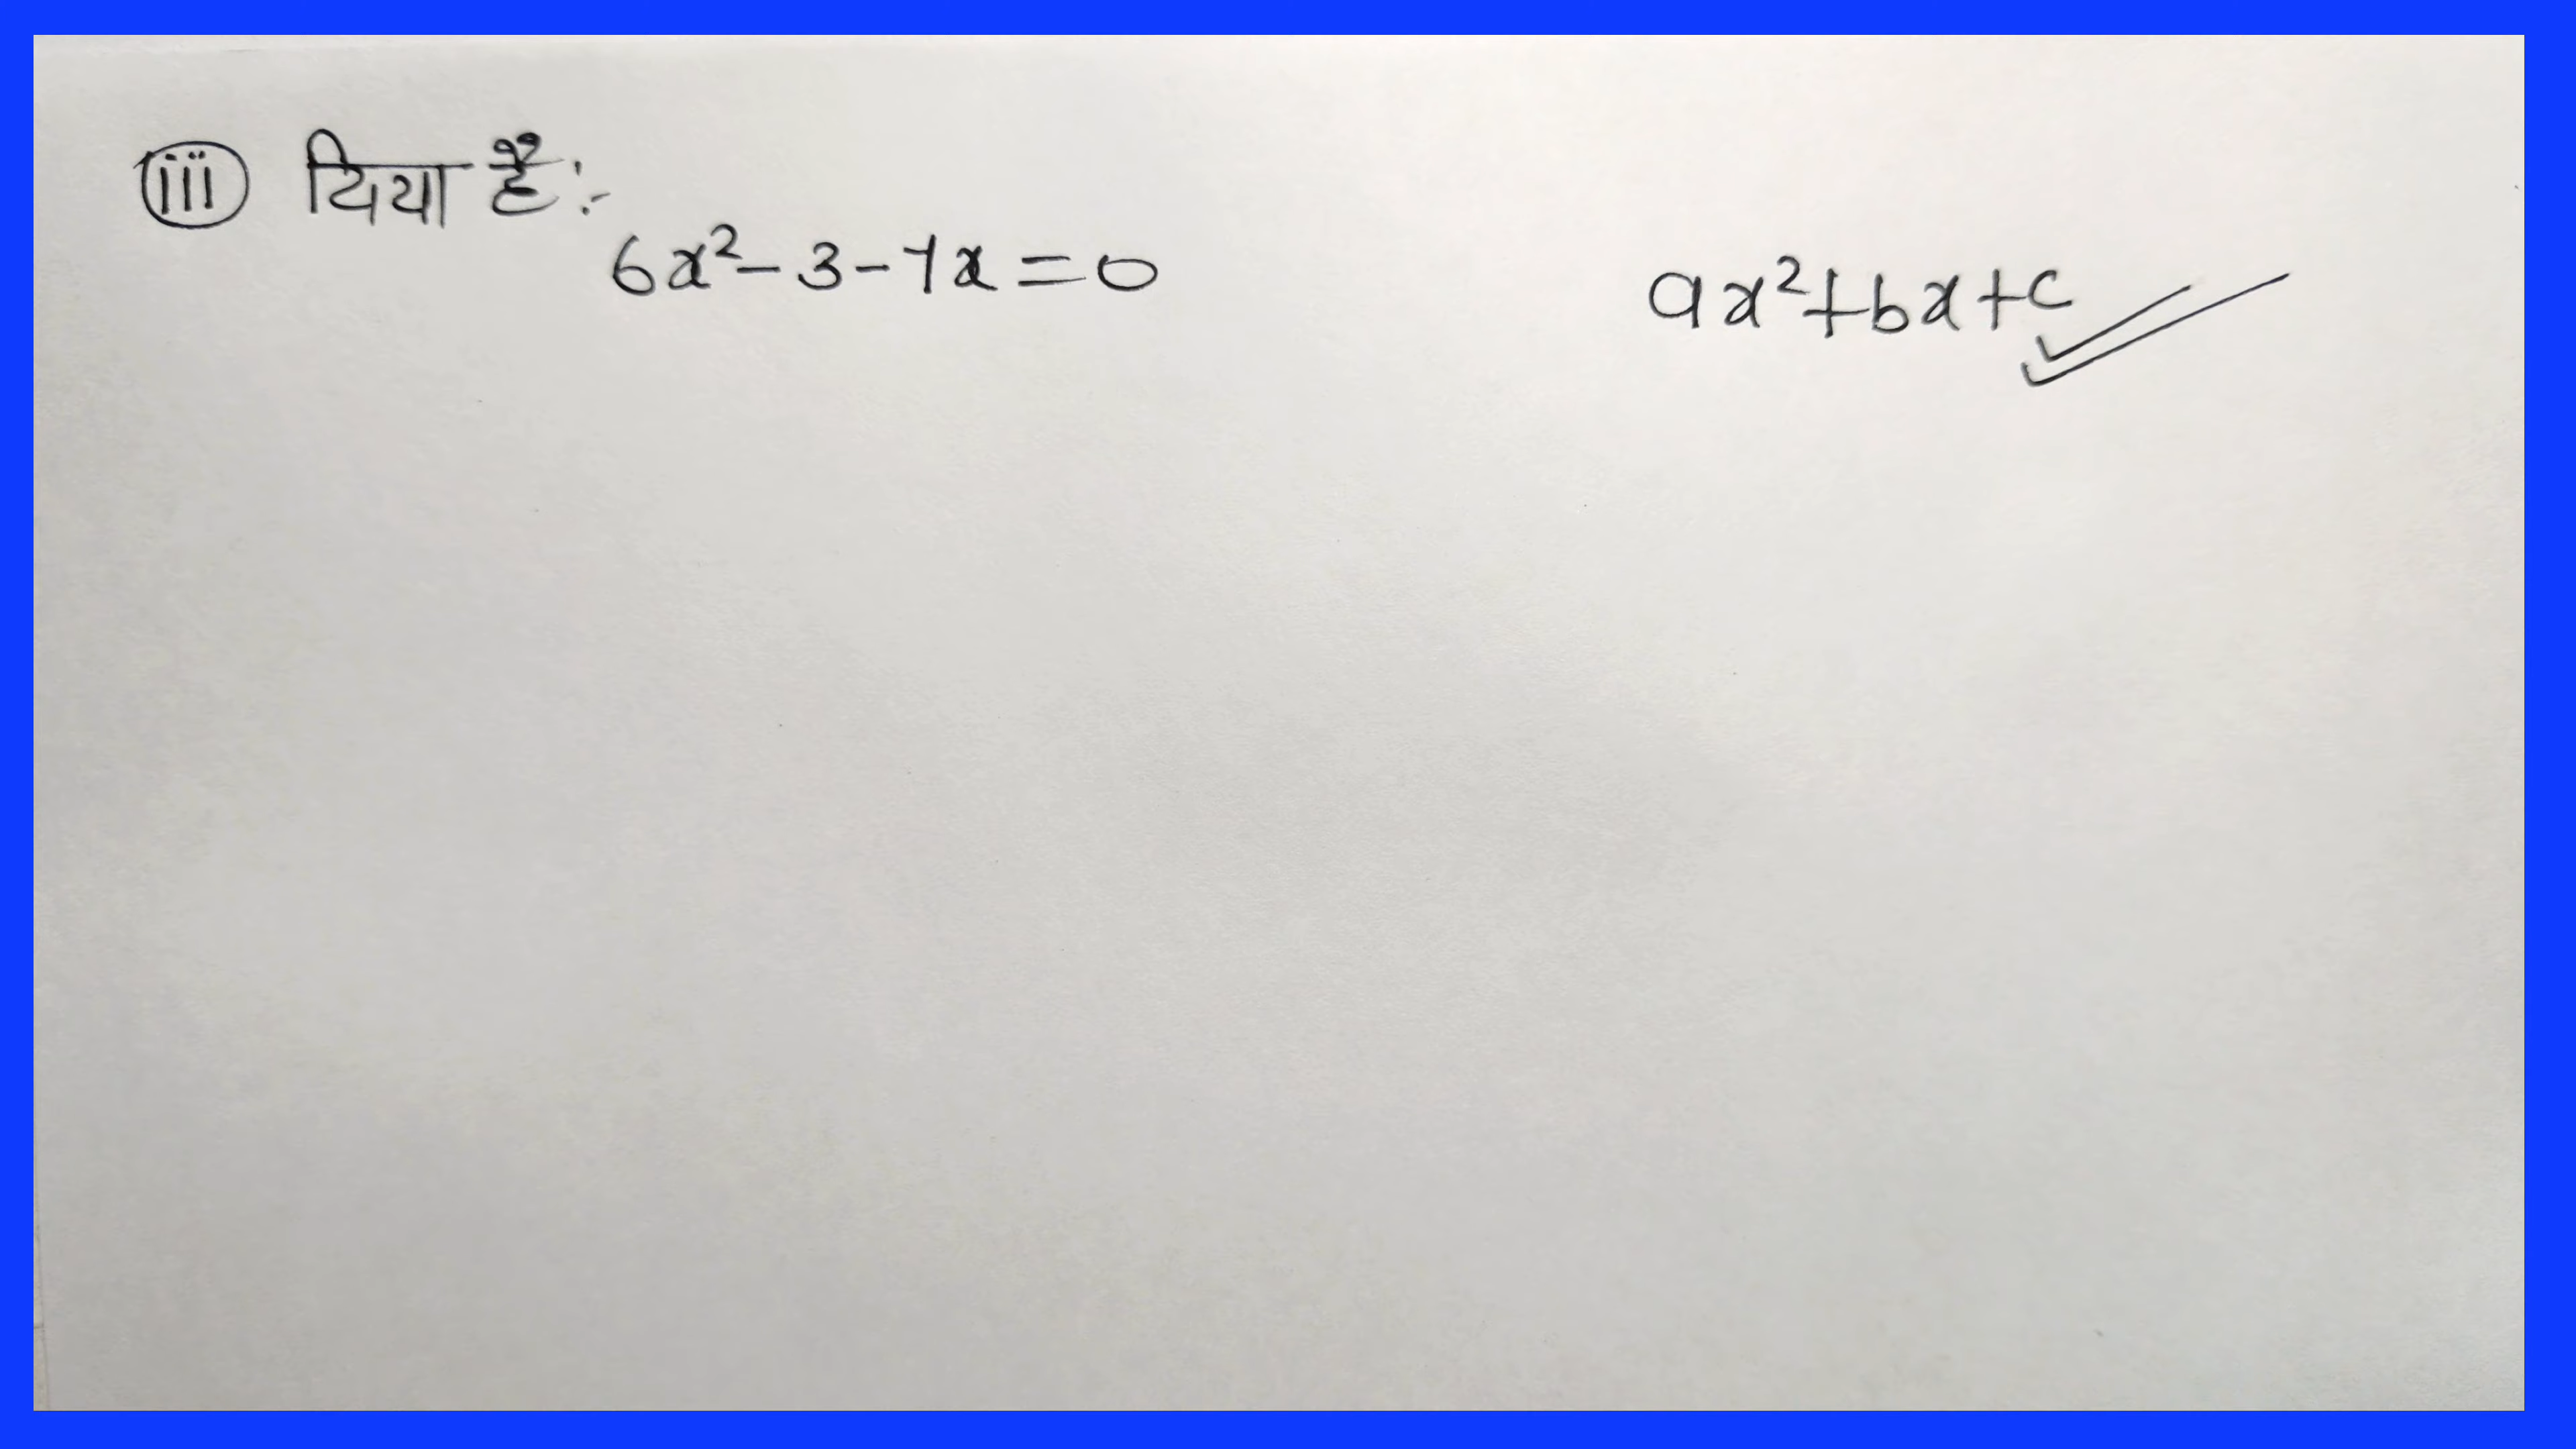 (iii) दिया है :-
6x² - 3 - 7x = 0
ax² + bx + c